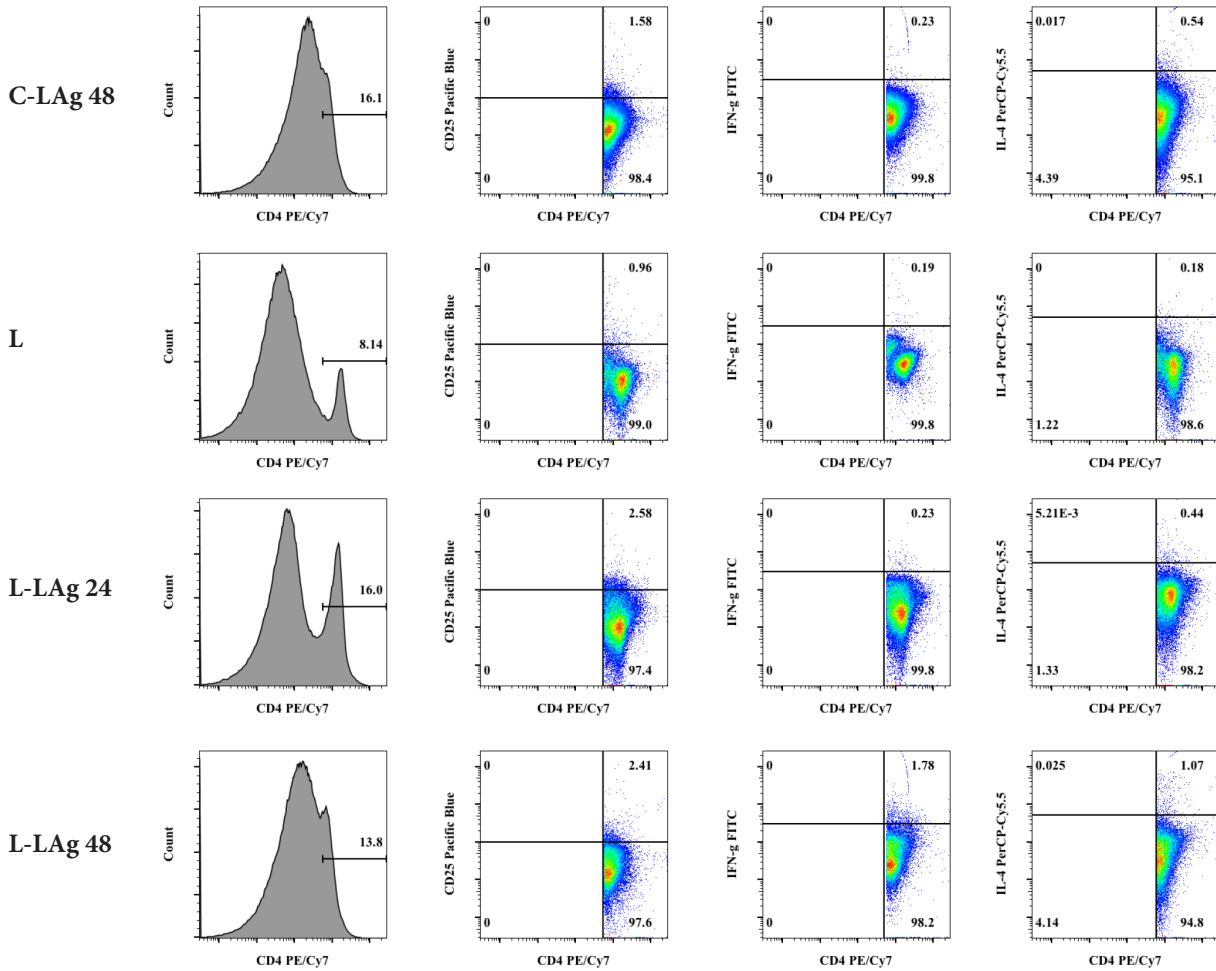 C-LAg 48
Count
16.1
CD4 PE/Cy7
CD25 Pacific Blue
0
1.58
0
98.4
CD4 PE/Cy7
IFN-g FITC
0
0.23
0
99.8
CD4 PE/Cy7
IL-4 PerCP-Cy5.5
0.017
0.54
4.39
95.1
CD4 PE/Cy7
L
Count
8.14
CD4 PE/Cy7
CD25 Pacific Blue
0
0.96
0
99.0
CD4 PE/Cy7
IFN-g FITC
0
0.19
0
99.8
CD4 PE/Cy7
IL-4 PerCP-Cy5.5
0
0.18
1.22
98.6
CD4 PE/Cy7
L-LAg 24
Count
16.0
CD4 PE/Cy7
CD25 Pacific Blue
0
2.58
0
97.4
CD4 PE/Cy7
IFN-g FITC
0
0.23
0
99.8
CD4 PE/Cy7
IL-4 PerCP-Cy5.5
5.21E-3
0.44
1.33
98.2
CD4 PE/Cy7
L-LAg 48
Count
13.8
CD4 PE/Cy7
CD25 Pacific Blue
0
2.41
0
97.6
CD4 PE/Cy7
IFN-g FITC
0
1.78
0
98.2
CD4 PE/Cy7
IL-4 PerCP-Cy5.5
0.025
1.07
4.14
94.8
CD4 PE/Cy7